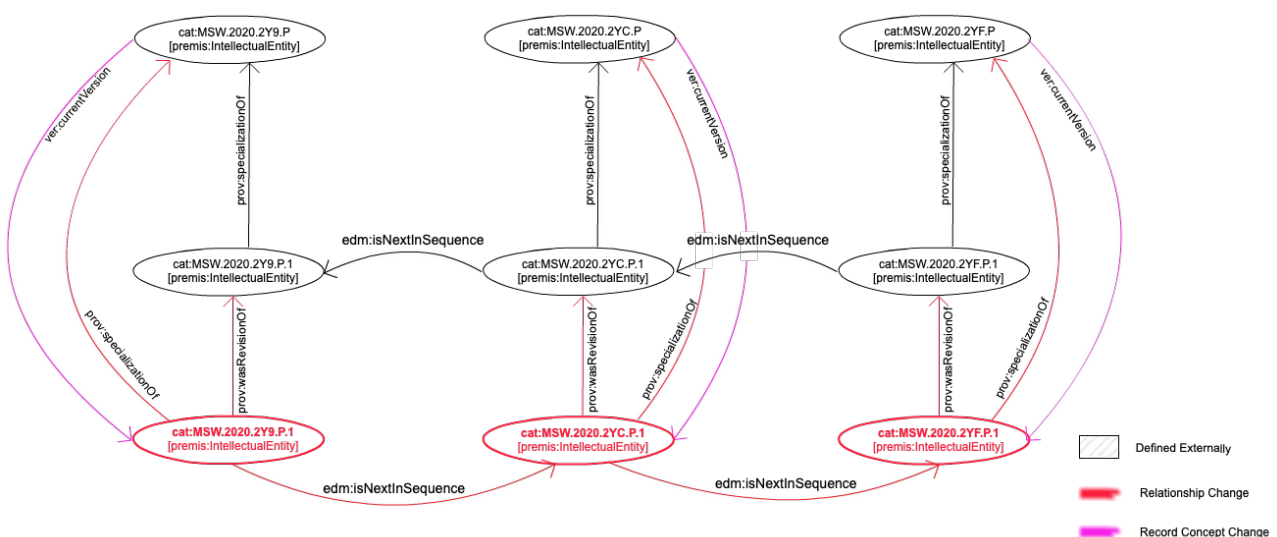 cat:MSW.2020.2Y9.P
[premis:IntellectualEntity]
cat:MSW.2020.2YC.P
[premis:IntellectualEntity]
cat:MSW.2020.2YF.P
[premis:IntellectualEntity]
ver:currentVersion
ver:currentVersion
ver:currentVersion
prov:specializationOf
prov:specializationOf
prov:specializationOf
edm:isNextInSequence
edm:isNextInSequence
cat:MSW.2020.2Y9.P.1
[premis:IntellectualEntity]
cat:MSW.2020.2YC.P.1
[premis:IntellectualEntity]
cat:MSW.2020.2YF.P.1
[premis:IntellectualEntity]
prov:specializationOf
prov:wasRevisionOf
prov:wasRevisionOf
prov:specializationOf
prov:wasRevisionOf
prov:specializationOf
cat:MSW.2020.2Y9.P.1
[premis:IntellectualEntity]
cat:MSW.2020.2YC.P.1
[premis:IntellectualEntity]
cat:MSW.2020.2YF.P.1
[premis:IntellectualEntity]
edm:isNextInSequence
edm:isNextInSequence
Defined Externally
Relationship Change
Record Concept Change